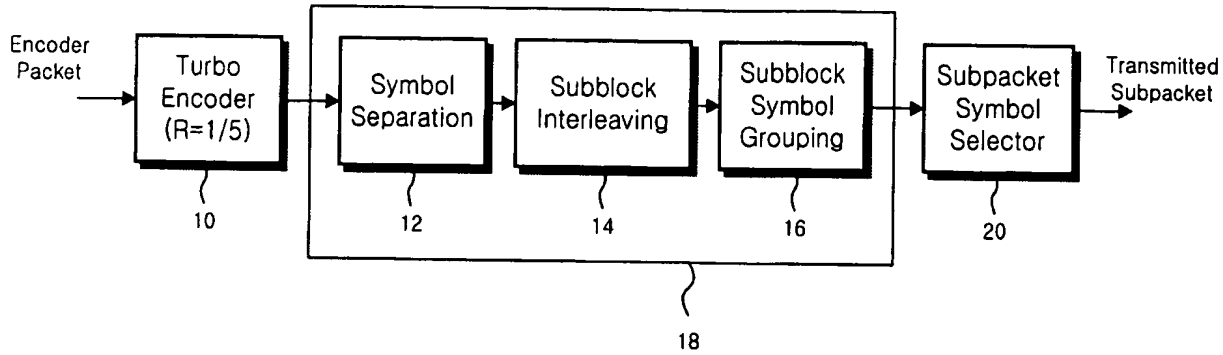 Encoder
Packet
Turbo
Encoder
(R=1/5)
Symbol
Separation
Subblock
Interleaving
Subblock
Symbol
Grouping
Subpacket
Symbol
Selector
Transmitted
Subpacket
10
12
14
16
20
18